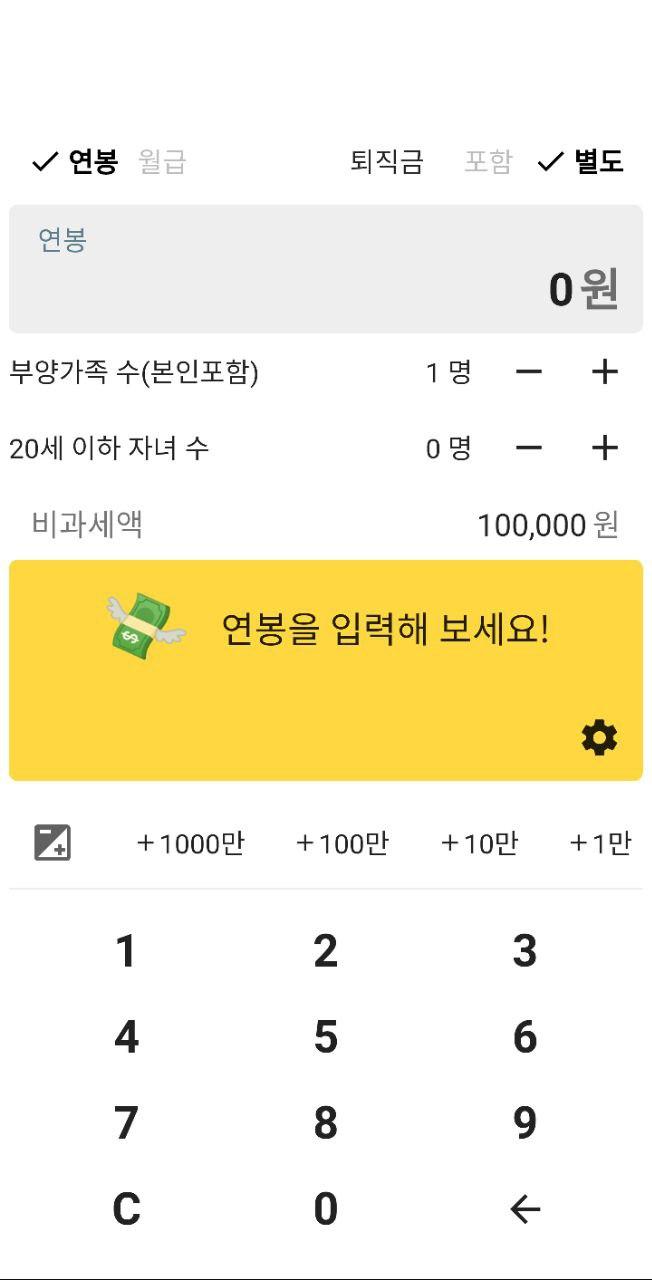 연봉 월급 퇴직금 포함 별도
연봉
0원
부양가족 수(본인포함) 1 명
20세 이하 자녀 수 0 명
비과세액 100,000 원
연봉을 입력해 보세요!
+1000만 +100만 +10만 +1만
1 2 3
4 5 6
7 8 9
C 0